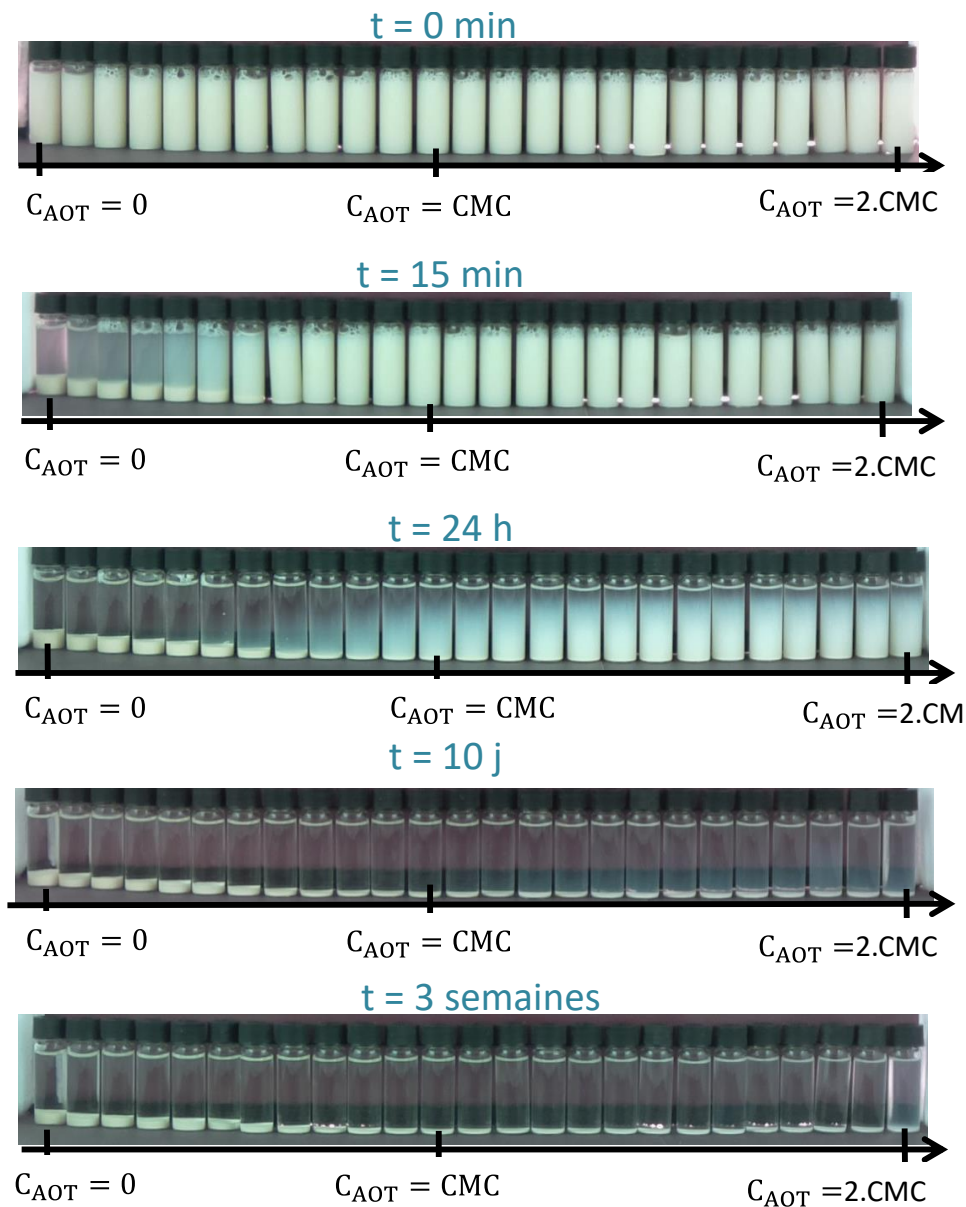 t = 0 min
C_AOT = 0 C_AOT = CMC C_AOT =2.CMC
t = 15 min
C_AOT = 0 C_AOT = CMC C_AOT =2.CMC
t = 24 h
C_AOT = 0 C_AOT = CMC C_AOT =2.CM
t = 10 j
C_AOT = 0 C_AOT = CMC C_AOT =2.CMC
t = 3 semaines
C_AOT = 0 C_AOT = CMC C_AOT =2.CMC